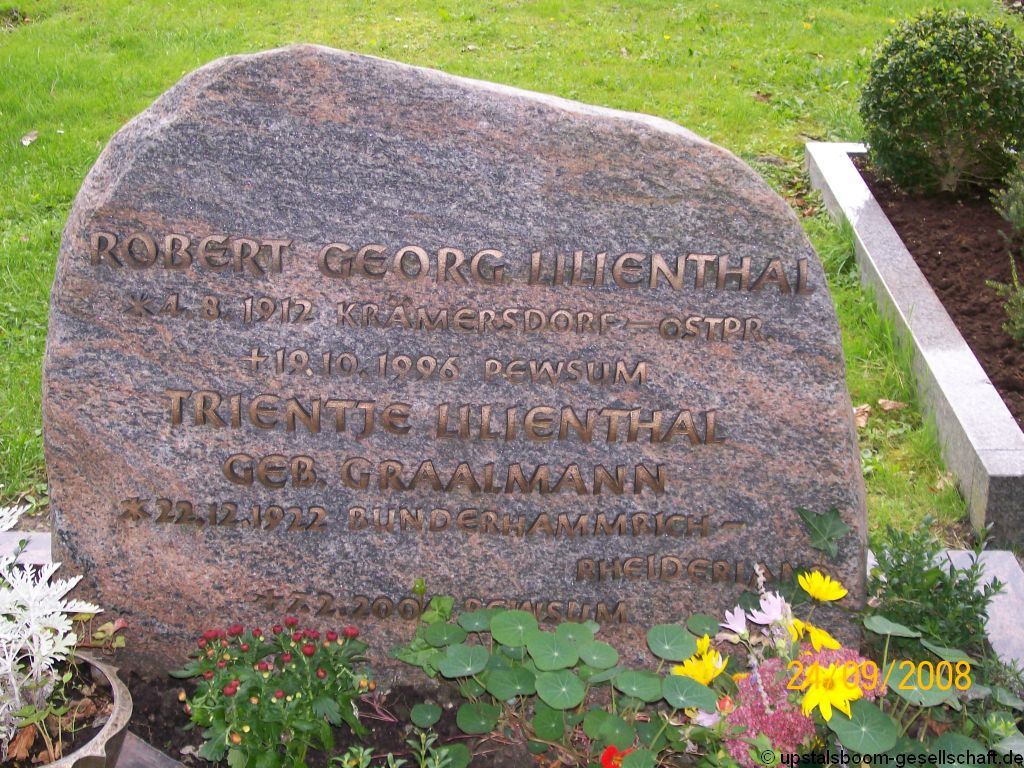 ROBERT GEORG LILIENTHAL
* 4.8.1912 KRÄMERSDORF - OSTPR.
+ 19.10.1996 PEWSUM
TRIENTJE LILIENTHAL
GEB. GRAALMANN
* 22.12.1922 BUNDERHAMMRICH -
RHEIDERLAND
PEWSUM
24/09/2008
© upstalsboom-gesellschaft.de